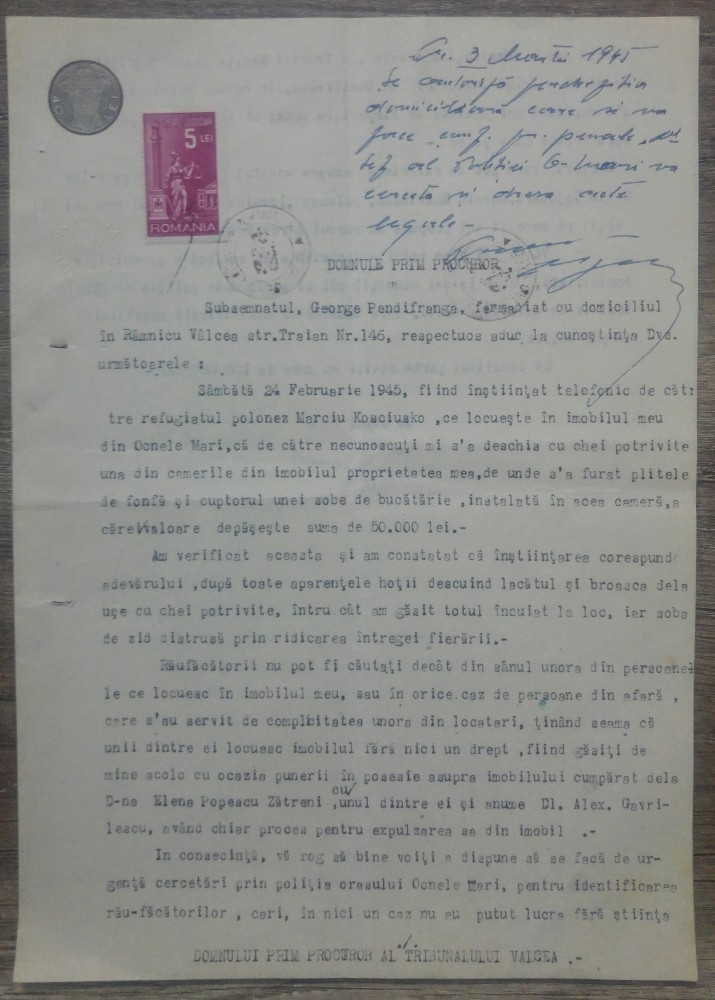 3 Martie 1945
Se autoriză perchezitia
domiciliară care se va
face conf. pr. penale,
șef al Poliției O-Mari va
cerceta și dresa acte
legale -
5 LEI
ROMANIA
DOMNULE PRIM PROCUROR
Subsemnatul, George Pendifranga, farmacist cu domiciliul
în Râmnicu Vâlcea str.Traian Nr.146, respectuos aduc la cunoștința Dvs.
următoarele :
Sâmbătă 24 Februarie 1945, fiind înștiințat telefonic de căt
tre refugiatul polonez Marciu Kosciusko ,ce locuește în imobilul meu
din Ocnele Mari,că de către necunoscuți mi s'a deschis cu chei potrivite
una din camerile din imobilul proprietatea mea,de unde s'a furat plitele
de fonfă și cuptorul unei sobe de bucătărie ,instalată în acea cameră,a
cărei valoare depășește suma de 50.000 lei.-
Am verificat aceasta și am constatat că înștiințarea corespunde
adevărului ,după toate aparențele hoții descuind lacătul și broasca dela
ușe cu chei potrivite, întru cât am găsit totul încuiat la loc, iar soba
de zid distrusă prin ridicarea întregei fierării.-
Răufăcătorii nu pot fi căutați decât din sânul unora din persoane
le ce locuesc în imobilul meu, sau în orice.caz de persoane din afară ,
care s'au servit de complicitatea unora din locatari, ținând seama că
unii dintre ei locuesc imobilul fără nici un drept ,fiind găsiți de
mine acolo cu ocazia punerii în posesie asupra imobilului cumpărat dela
D-na Elena Popescu Zătreni ,cu unul dintre ei și anume Dl. Alex. Gavri-
lescu, având chiar proces pentru expulzarea sa din imobil .-
In consecință, vă rog să bine voiți a dispune să se facă de ur-
gență cercetări prin poliția orasului Ocnele Mari, pentru identificarea
rău-făcătorilor , cari, în nici un caz nu au putut lucra fără știința
DOMNULUI PRIM PROCUROR AL TRIBUNALULUI VALCEA .-